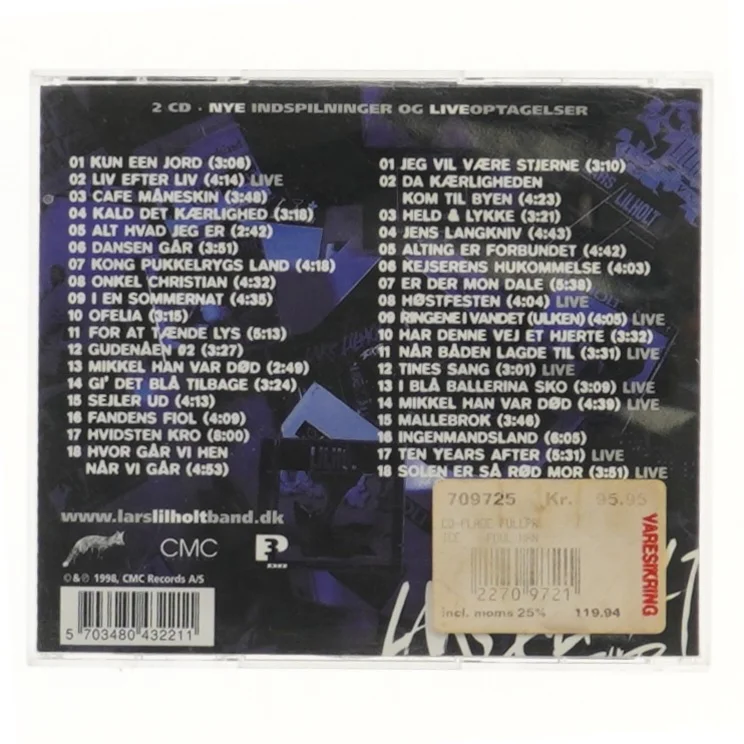 2 CD · NYE INDSPILNINGER OG LIVEOPTAGELSER
01 KUN EEN JORD (3:06)
02 LIV EFTER LIV (4:14) LIVE
03 CAFE MÅNESKIN (3:48)
04 KALD DET KÆRLIGHED (3:18)
05 ALT HVAD JEG ER (2:42)
06 DANSEN GÅR (3:51)
07 KONG PUKKELRYGS LAND (4:18)
08 ONKEL CHRISTIAN (4:32)
09 I EN SOMMERNAT (4:35)
10 OFELIA (3:15)
11 FOR AT TÆNDE LYS (5:13)
12 GUDENÅEN #2 (3:27)
13 MIKKEL HAN VAR DØD (2:49)
14 GI' DET BLÅ TILBAGE (3:24)
15 SEJLER UD (4:13)
16 FANDENS FIOL (4:09)
17 HVIDSTEN KRO (6:00)
18 HVOR GÅR VI HEN
NÅR VI GÅR (4:53)
01 JEG VIL VÆRE STJERNE (3:10)
02 DA KÆRLIGHEDEN
KOM TIL BYEN (4:23)
03 HELD & LYKKE (3:21)
04 JENS LANGKNIV (4:43)
05 ALTING ER FORBUNDET (4:42)
06 KEJSERENS HUKOMMELSE (4:03)
07 ER DER MON DALE (5:38)
08 HØSTFESTEN (4:04) LIVE
09 RINGENE I VANDET (ULKEN) (4:05) LIVE
10 HAR DENNE VEJ ET HJERTE (3:32)
11 NÅR BÅDEN LAGDE TIL (3:31) LIVE
12 TINES SANG (3:01) LIVE
13 I BLÅ BALLERINA SKO (3:09) LIVE
14 MIKKEL HAN VAR DØD (4:39) LIVE
15 MALLEBROK (3:46)
16 INGENMANDSLAND (6:05)
17 TEN YEARS AFTER (5:31) LIVE
18 SOLEN ER SÅ RØD MOR (3:51) LIVE
www.larslilholtband.dk
CMC
P3
©&℗ 1998, CMC Records A/S
5 703480 432211
709725 Kr. 95.95
2270 9721
incl. moms 25% 119.94
VARESIKRING
LILHOLT